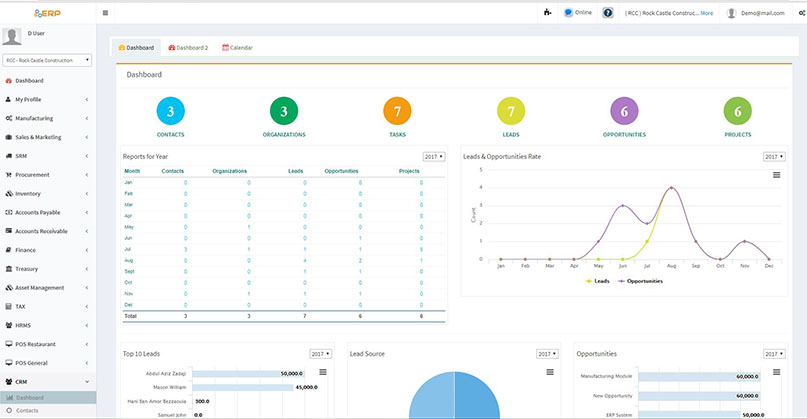 ERP
Online
?
( RCC ) Rock Castle Construc... More
Demo@mail.com
D User
RCC - Rock Castle Construction
Dashboard
My Profile
Manufacturing
Sales & Marketing
SRM
Procurement
Inventory
Accounts Payable
Accounts Receivable
Finance
Treasury
Asset Management
TAX
HRMS
POS Restaurant
POS General
CRM
Dashboard
Contacts
Dashboard Dashboard 2 Calendar
Dashboard
3 3 7 7 6 6
CONTACTS ORGANIZATIONS TASKS LEADS OPPORTUNITIES PROJECTS
Reports for Year 2017
Month Contacts Organizations Leads Opportunities Projects
Jan 0 0 0 0 0
Feb 0 0 0 0 0
Mar 0 0 0 0 0
Apr 0 0 0 0 0
May 0 1 0 1 0
Jun 0 0 0 1 0
Jul 3 1 1 1
Aug 0 0 4 2 1
Sept 0 0 1 1 0
Oct 0 0 0 0 0
Nov 0 1 1 1 0
Dec 0 0 0 0 0
Total 3 3 7 6
Leads & Opportunities Rate 2017
5
4
3
2
1
0
Count
Jan Feb Mar Apr May Jun Jul Aug Sep Oct Nov Dec
Leads Opportunities
Top 10 Leads 2017
Abdul Aziz Zadaji 50,000.0
Mason William 45,000.0
Hani Ben Amor Bezzaouia 300.0
Samuel John 0.0
Lead Source 2017
Opportunities 2017
Manufacturing Module 60,000.0
New Opportunity 60,000.0
ERP System 50,000.0